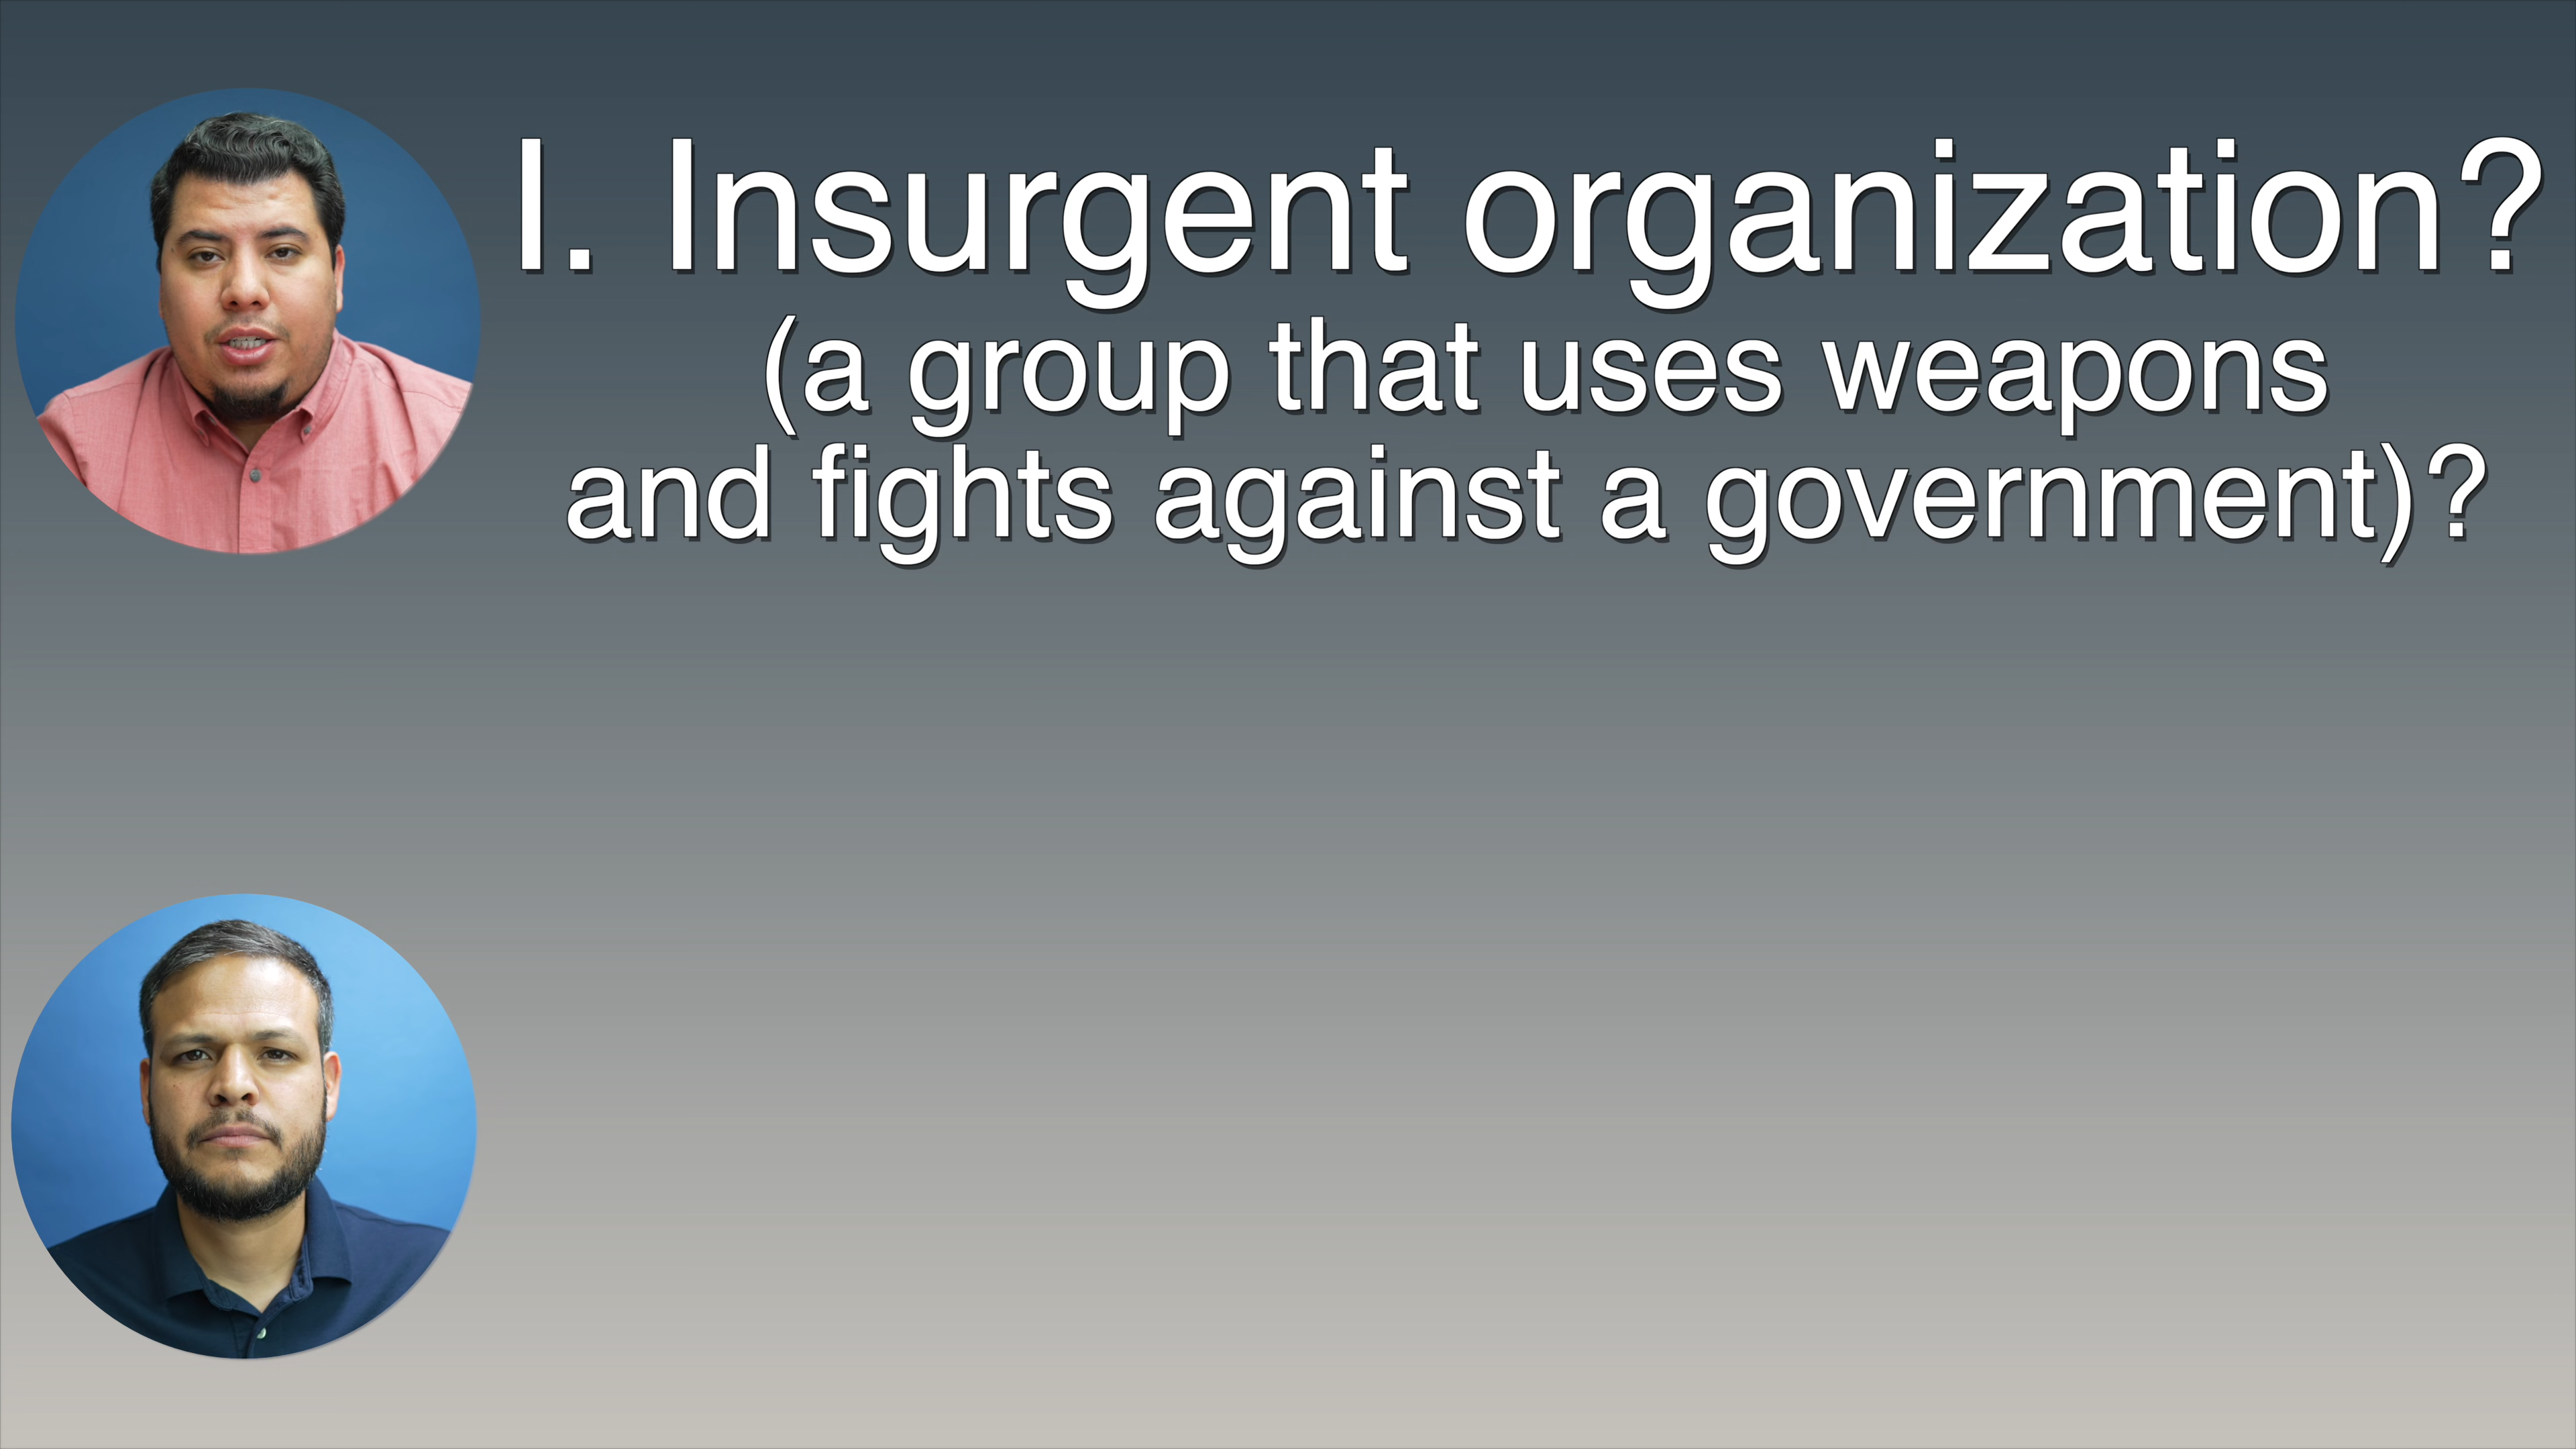 I. Insurgent organization?
(a group that uses weapons
and fights against a government)?